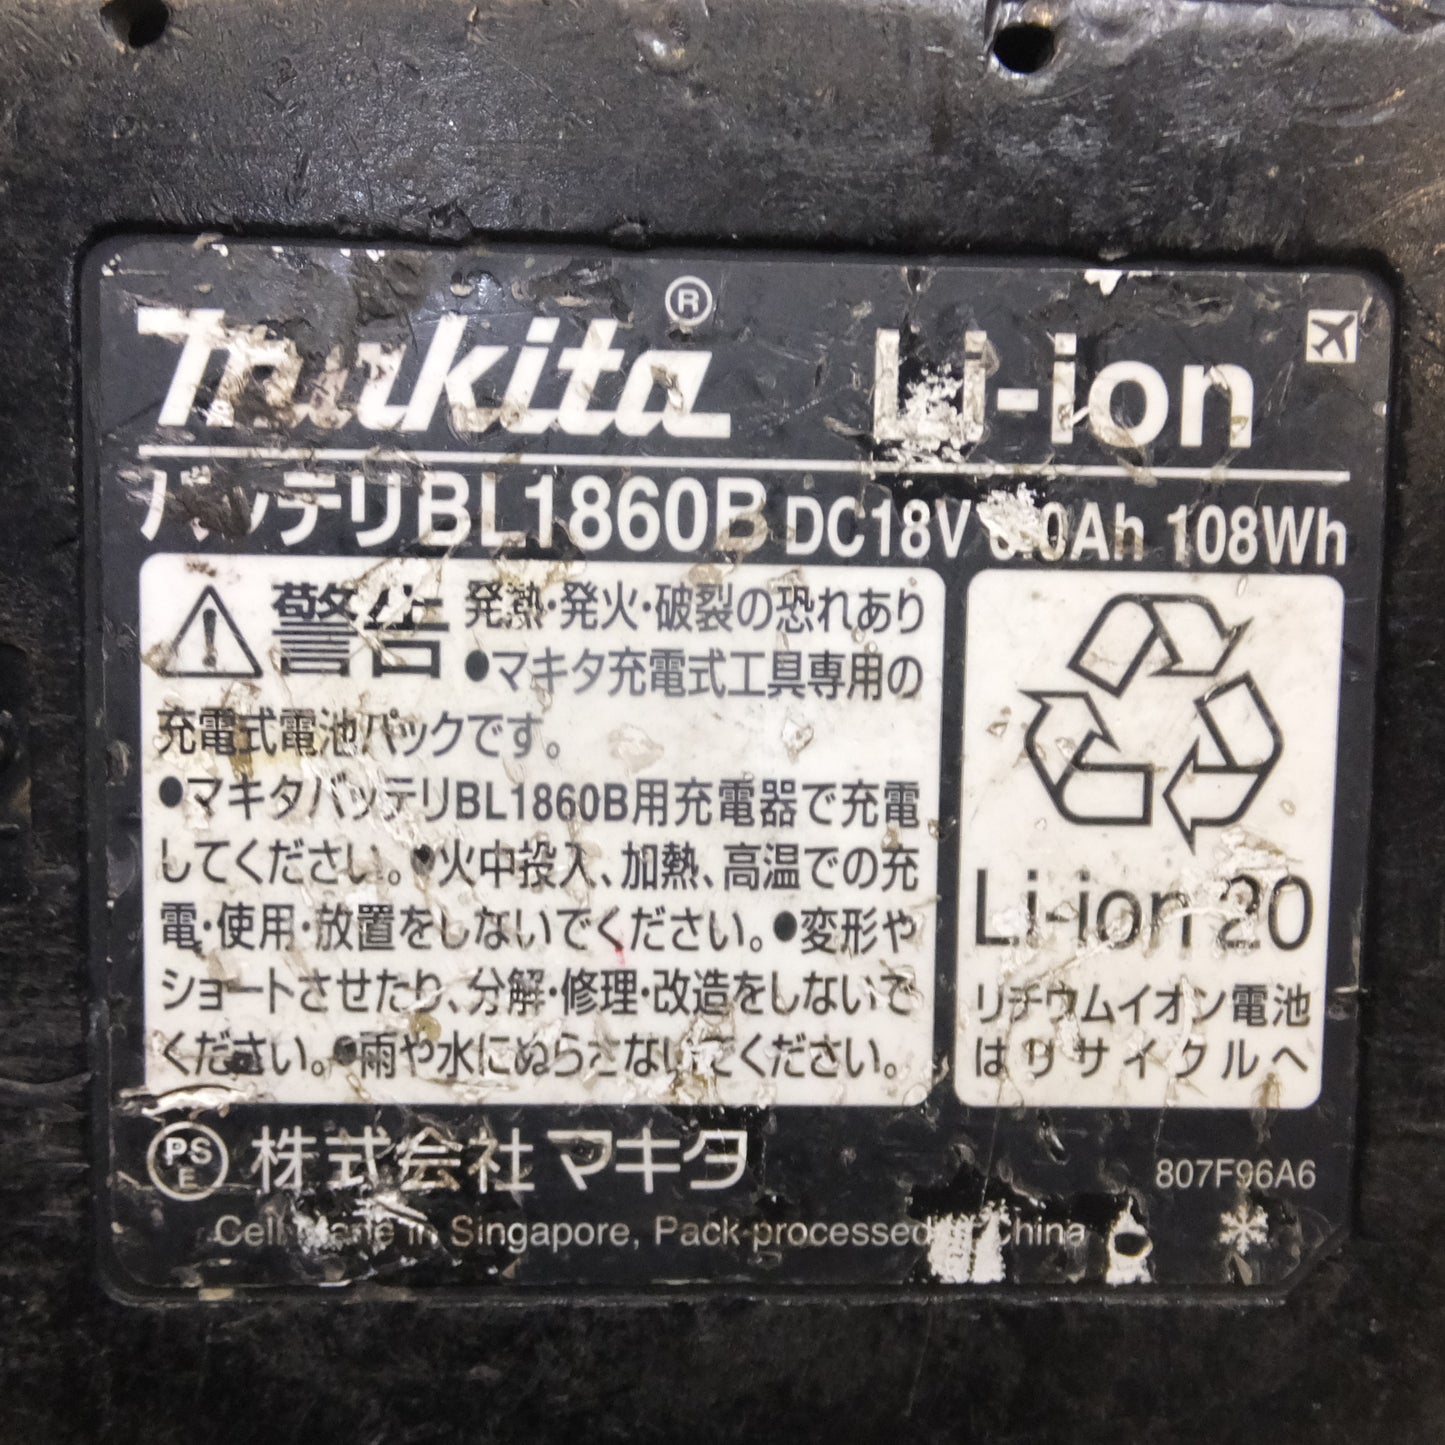 Makita® Li-ion
バッテリBL1860B DC18V 6.0Ah 108Wh
警告 発熱・発火・破裂の恐れあり
●マキタ充電式工具専用の
充電式電池パックです。
●マキタバッテリBL1860B用充電器で充電
してください。●火中投入、加熱、高温での充
電・使用・放置をしないでください。●変形や
ショートさせたり、分解・修理・改造をしないで
ください。●雨や水にぬらさないでください。
Li-ion 20
リチウムイオン電池
はリサイクルへ
PS
E
株式会社マキタ
807F96A6
Cell made in Singapore, Pack-processed in China